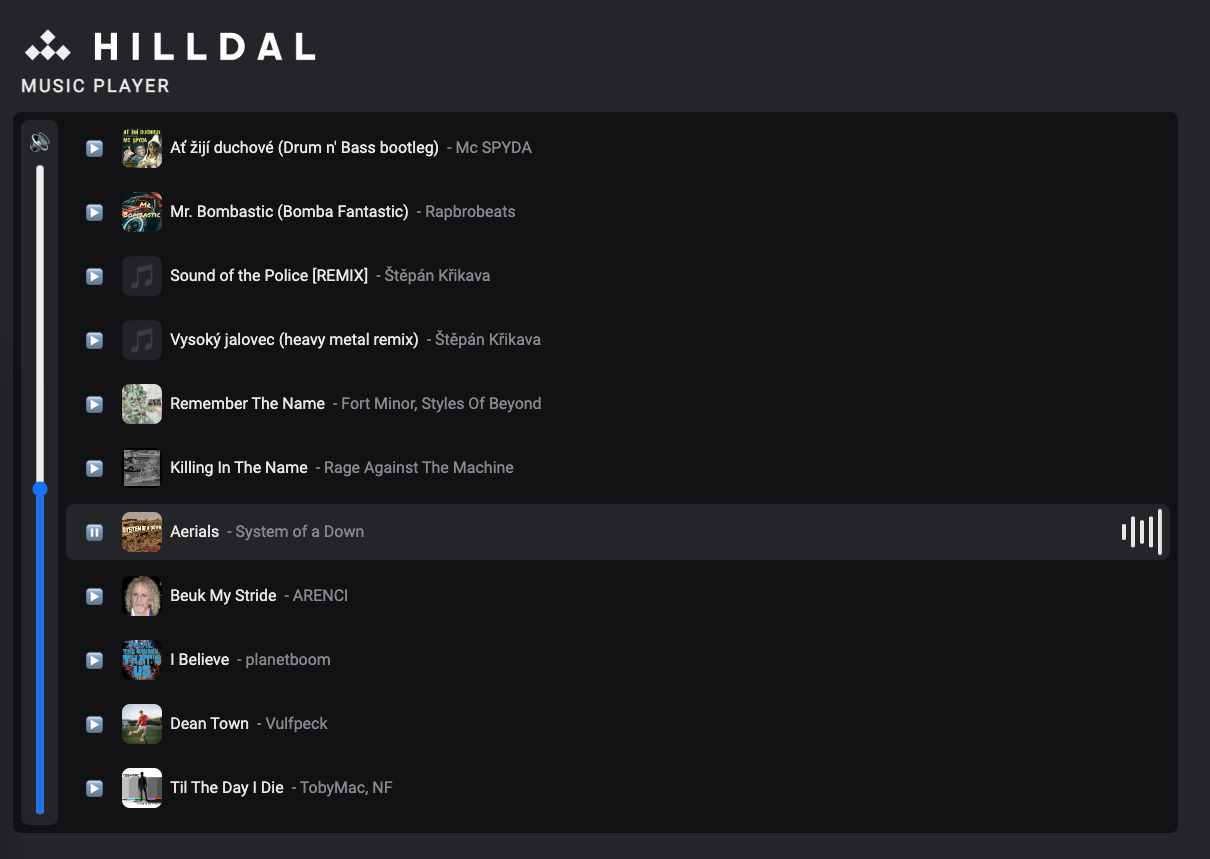 HILLDAL
MUSIC PLAYER
Ať žijí duchové (Drum n' Bass bootleg) - Mc SPYDA
Mr. Bombastic (Bomba Fantastic) - Rapbrobeats
Sound of the Police [REMIX] - Štěpán Křikava
Vysoký jalovec (heavy metal remix) - Štěpán Křikava
Remember The Name - Fort Minor, Styles Of Beyond
Killing In The Name - Rage Against The Machine
Aerials - System of a Down
Beuk My Stride - ARENCI
I Believe - planetboom
Dean Town - Vulfpeck
Til The Day I Die - TobyMac, NF